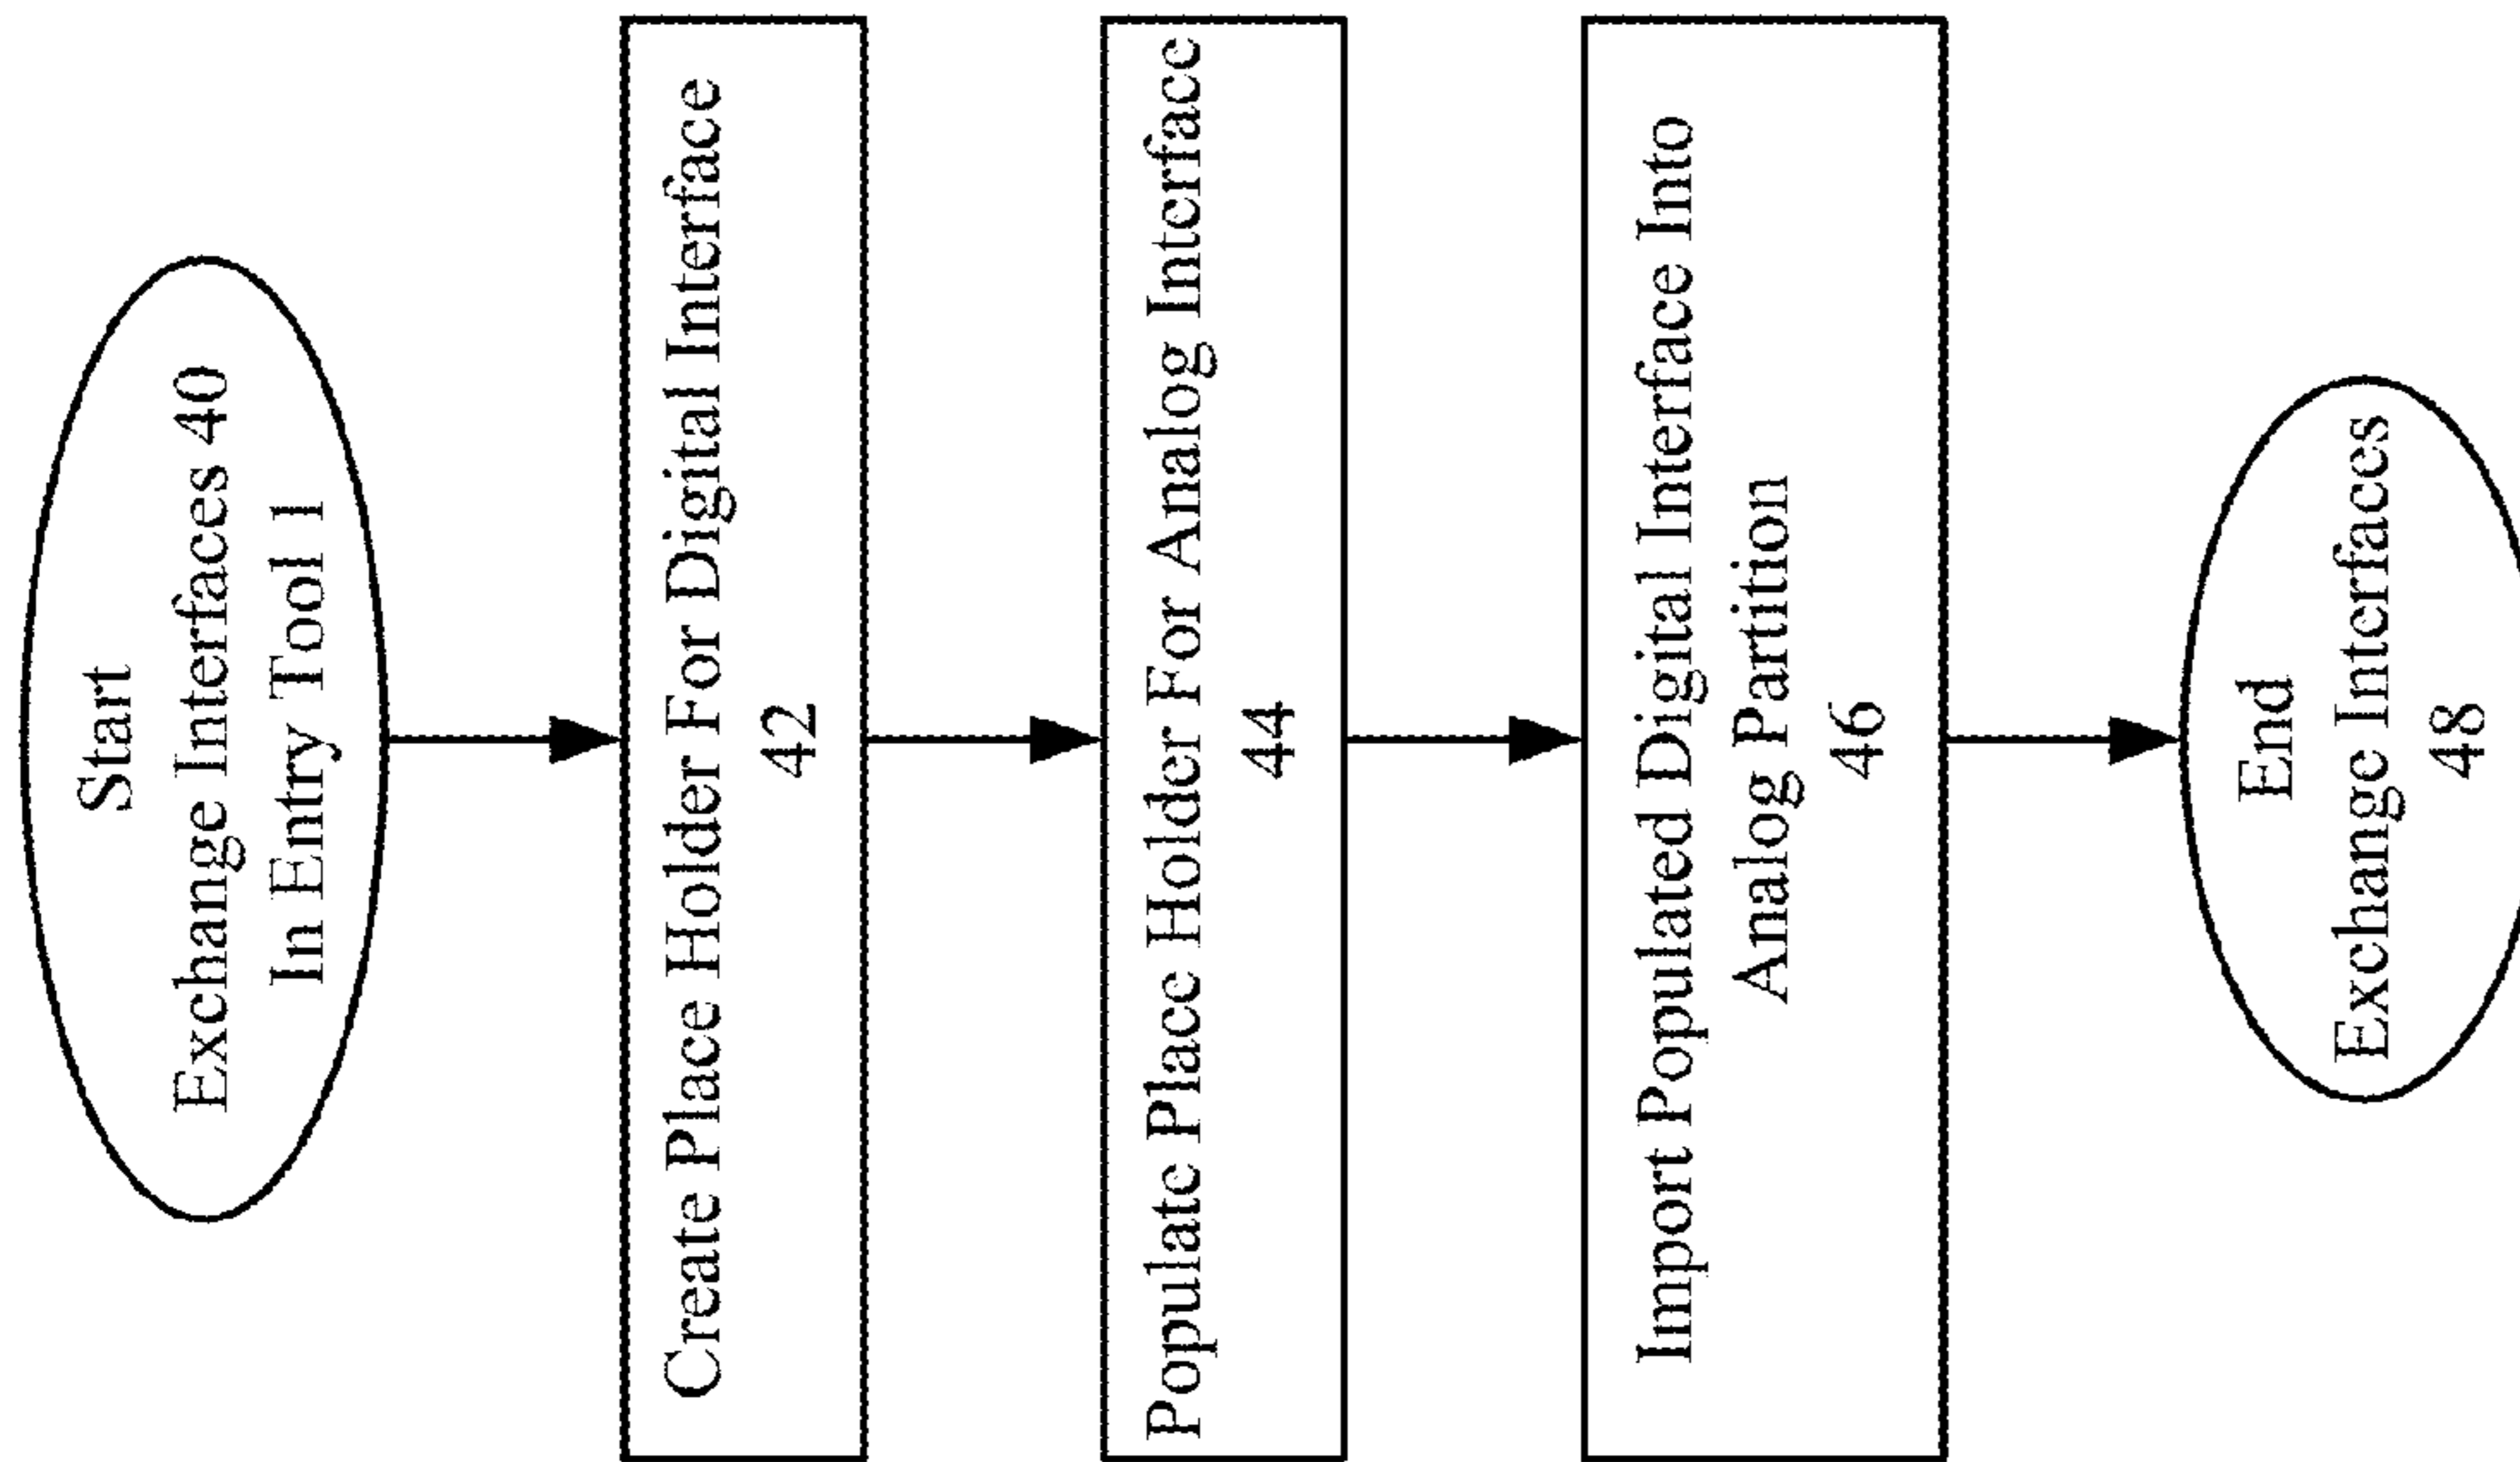 Start
Exchange Interfaces 40
In Entry Tool 1
Create Place Holder For Digital Interface
42
Populate Place Holder For Analog Interface
44
Import Populated Digital Interface Into
Analog Partition
46
End
Exchange Interfaces
48